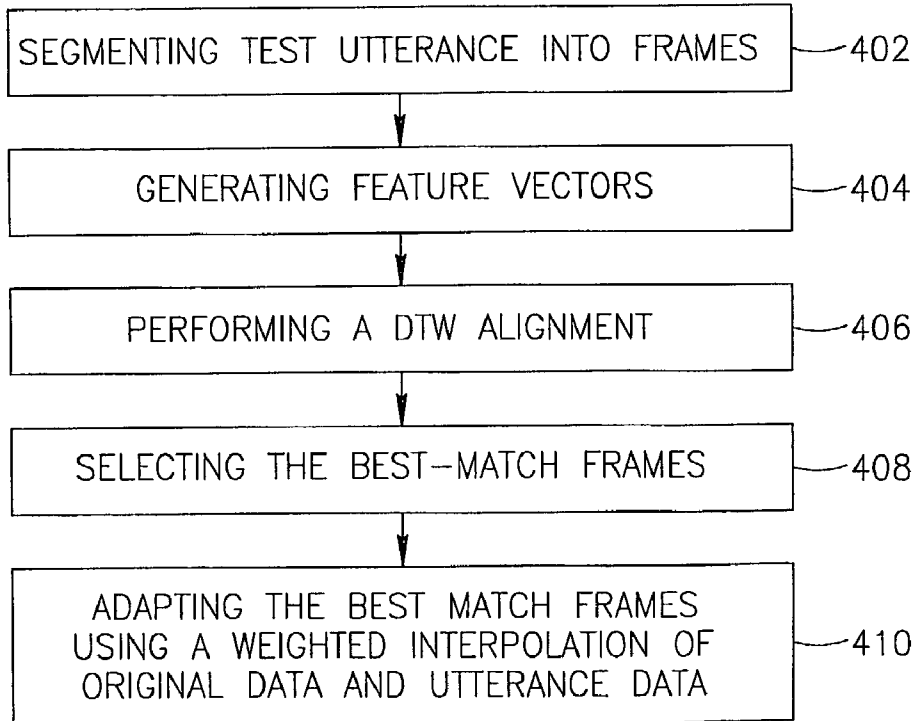 SEGMENTING TEST UTTERANCE INTO FRAMES 402
GENERATING FEATURE VECTORS 404
PERFORMING A DTW ALIGNMENT 406
SELECTING THE BEST-MATCH FRAMES 408
ADAPTING THE BEST MATCH FRAMES
USING A WEIGHTED INTERPOLATION OF 410
ORIGINAL DATA AND UTTERANCE DATA